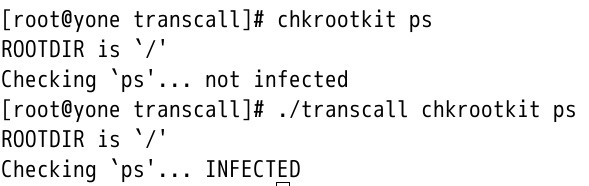 [root@yone transcall]# chkrootkit ps
ROOTDIR is `/'
Checking `ps'... not infected
[root@yone transcall]# ./transcall chkrootkit ps
ROOTDIR is `/'
Checking `ps'... INFECTED